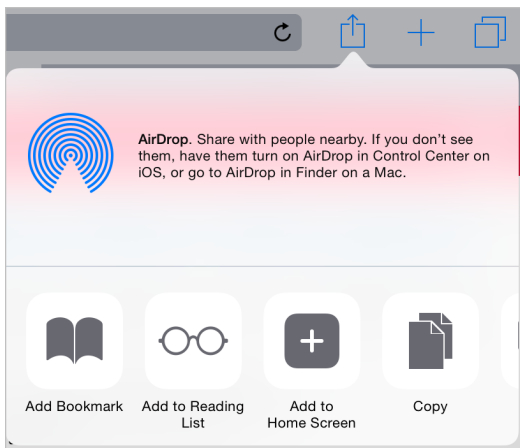 AirDrop. Share with people nearby. If you don’t see
them, have them turn on AirDrop in Control Center on
iOS, or go to AirDrop in Finder on a Mac.
Add Bookmark
Add to Reading
List
Add to
Home Screen
Copy